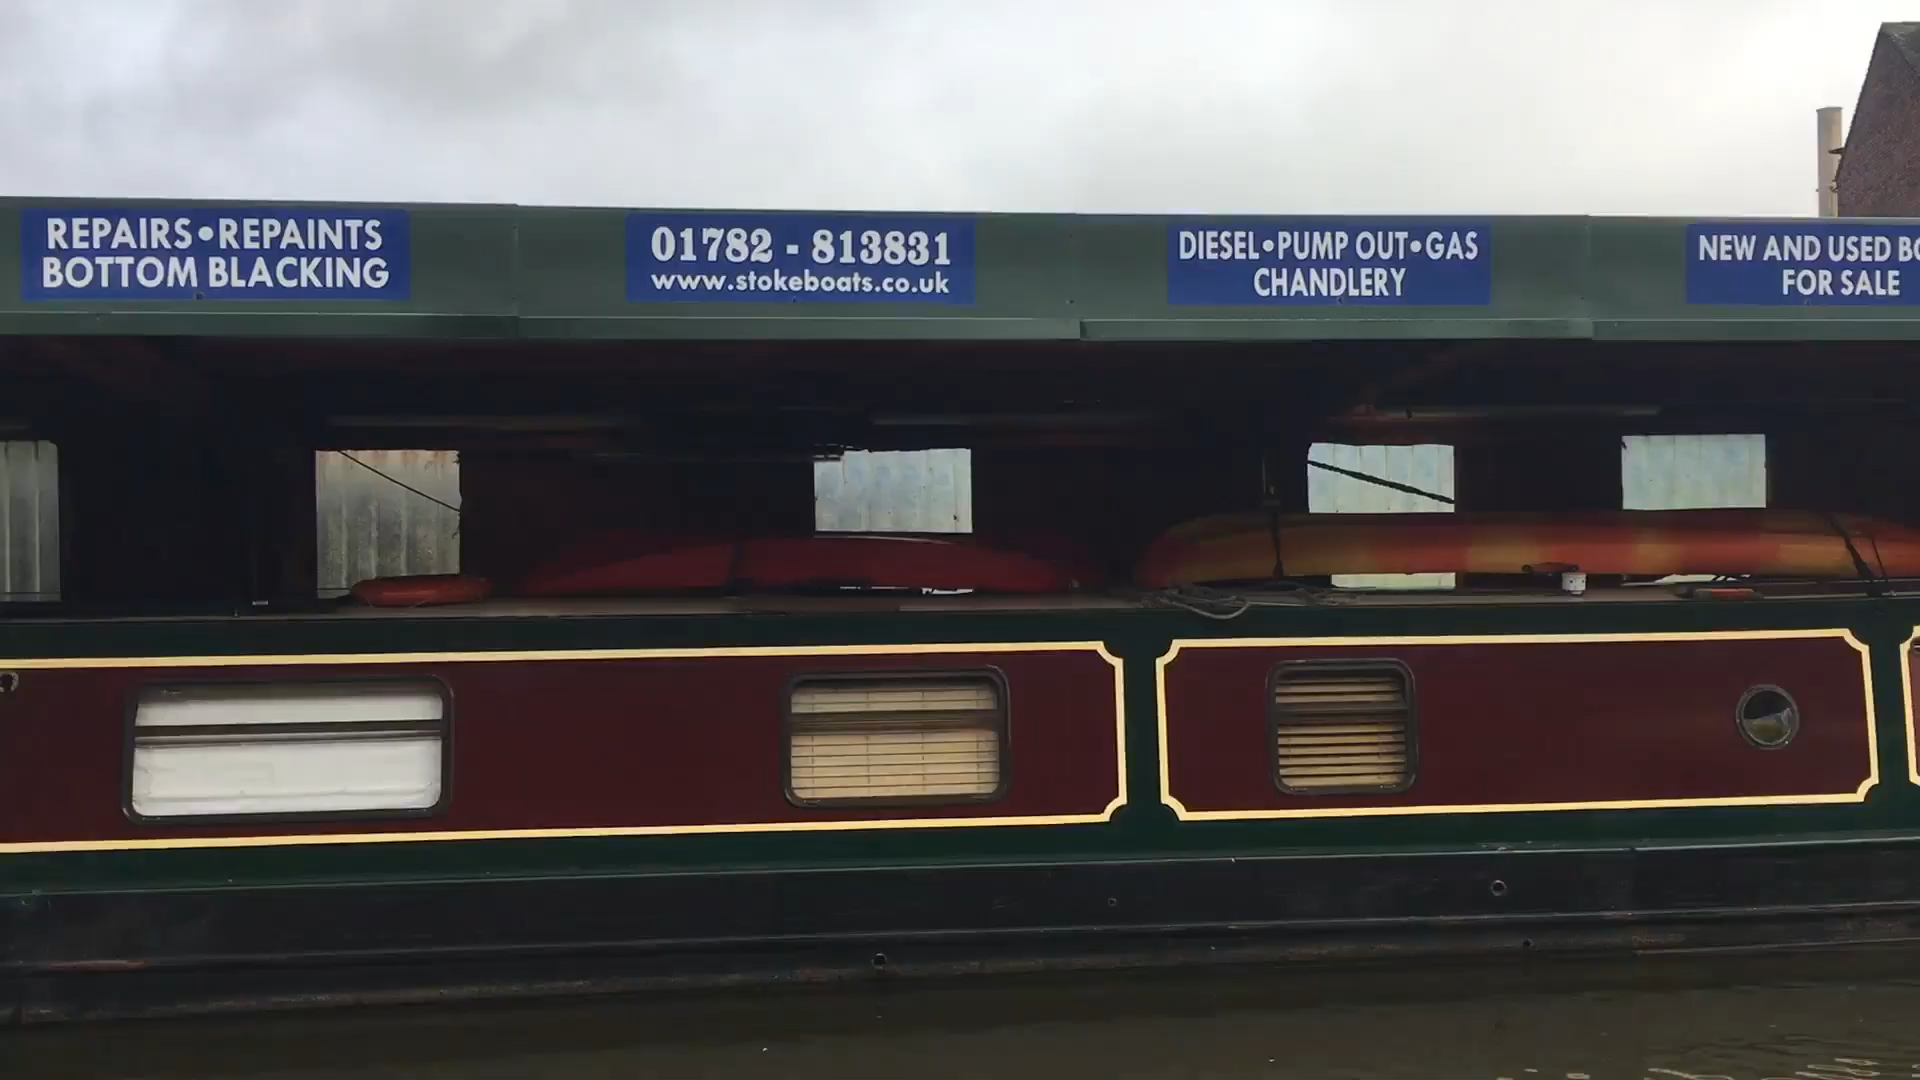 REPAIRS•REPAINTS
BOTTOM BLACKING
01782 - 813831
www.stokeboats.co.uk
DIESEL•PUMP OUT•GAS
CHANDLERY
NEW AND USED BO
FOR SALE